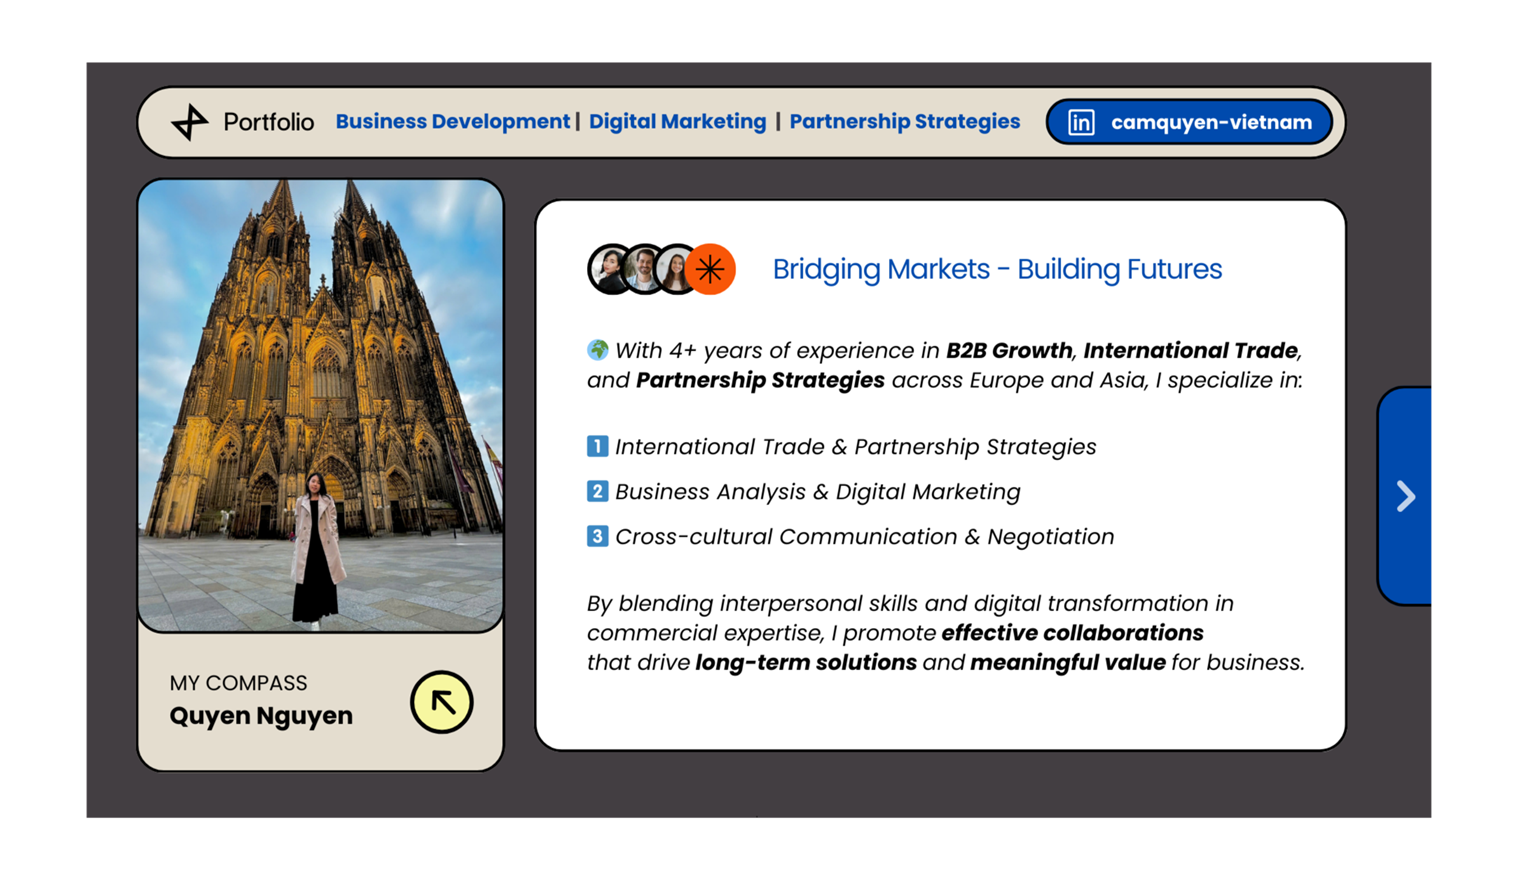 Portfolio Business Development | Digital Marketing | Partnership Strategies in camquyen-vietnam
Bridging Markets - Building Futures
With 4+ years of experience in B2B Growth, International Trade,
and Partnership Strategies across Europe and Asia, I specialize in:
1 International Trade & Partnership Strategies
2 Business Analysis & Digital Marketing
3 Cross-cultural Communication & Negotiation
By blending interpersonal skills and digital transformation in
commercial expertise, I promote effective collaborations
that drive long-term solutions and meaningful value for business.
MY COMPASS
Quyen Nguyen